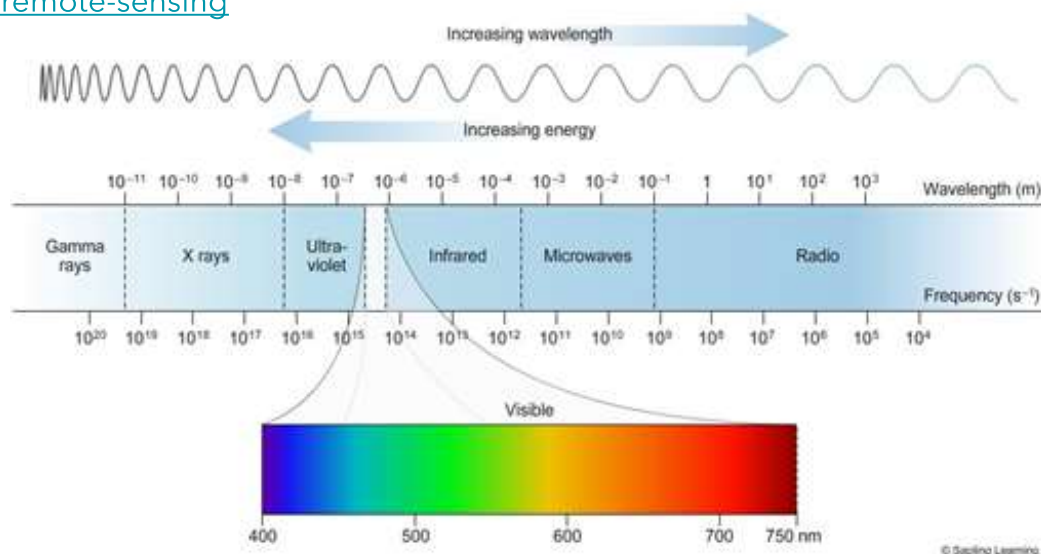 remote-sensing
Increasing wavelength
Increasing energy
10⁻¹¹ 10⁻¹⁰ 10⁻⁹ 10⁻⁸ 10⁻⁷ 10⁻⁶ 10⁻⁵ 10⁻⁴ 10⁻³ 10⁻² 10⁻¹ 1 10¹ 10² 10³ Wavelength (m)
Gamma
rays
X rays
Ultra-
violet
Infrared
Microwaves
Radio
Frequency (s⁻¹)
10²⁰ 10¹⁹ 10¹⁸ 10¹⁷ 10¹⁶ 10¹⁵ 10¹⁴ 10¹³ 10¹² 10¹¹ 10¹⁰ 10⁹ 10⁸ 10⁷ 10⁶ 10⁵ 10⁴
Visible
400 500 600 700 750 nm
© Sapling Learning